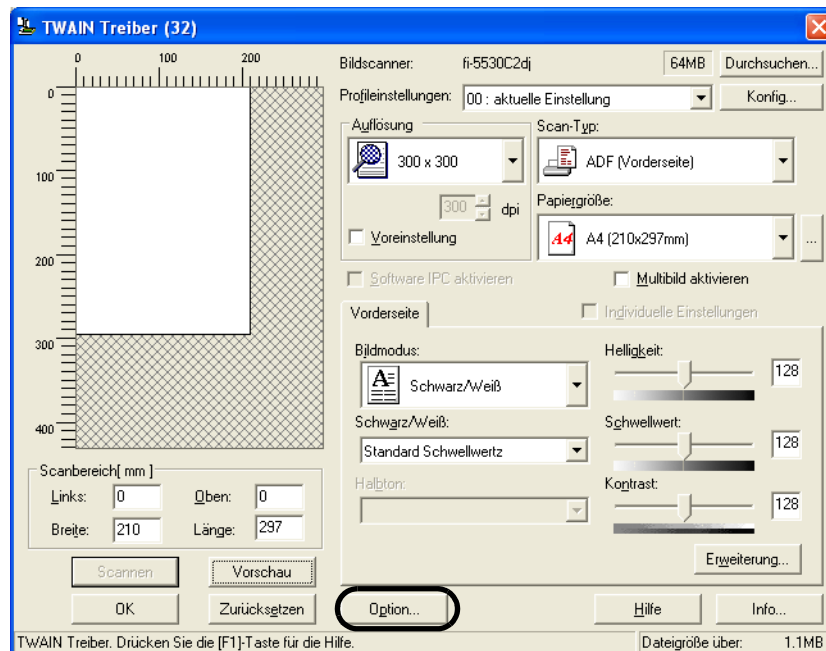 TWAIN Treiber (32)
0 100 200
0
100
200
300
400
Scanbereich[ mm ]
Links: 0 Oben: 0
Breite: 210 Länge: 297
Scannen Vorschau
OK Zurücksetzen
Bildscanner: fi-5530C2dj 64MB Durchsuchen...
Profileinstellungen: 00 : aktuelle Einstellung Konfig...
Auflösung
300 x 300
300 dpi
Voreinstellung
Scan-Typ:
ADF (Vorderseite)
Papiergröße:
A4 A4 (210x297mm) ...
Software IPC aktivieren Multibild aktivieren
Vorderseite Individuelle Einstellungen
Bildmodus:
A Schwarz/Weiß
Schwarz/Weiß:
Standard Schwellwertz
Halbton:
Helligkeit:
128
Schwellwert:
128
Kontrast:
128
Erweiterung...
Option... Hilfe Info...
TWAIN Treiber. Drücken Sie die [F1]-Taste für die Hilfe. Dateigröße über: 1.1MB